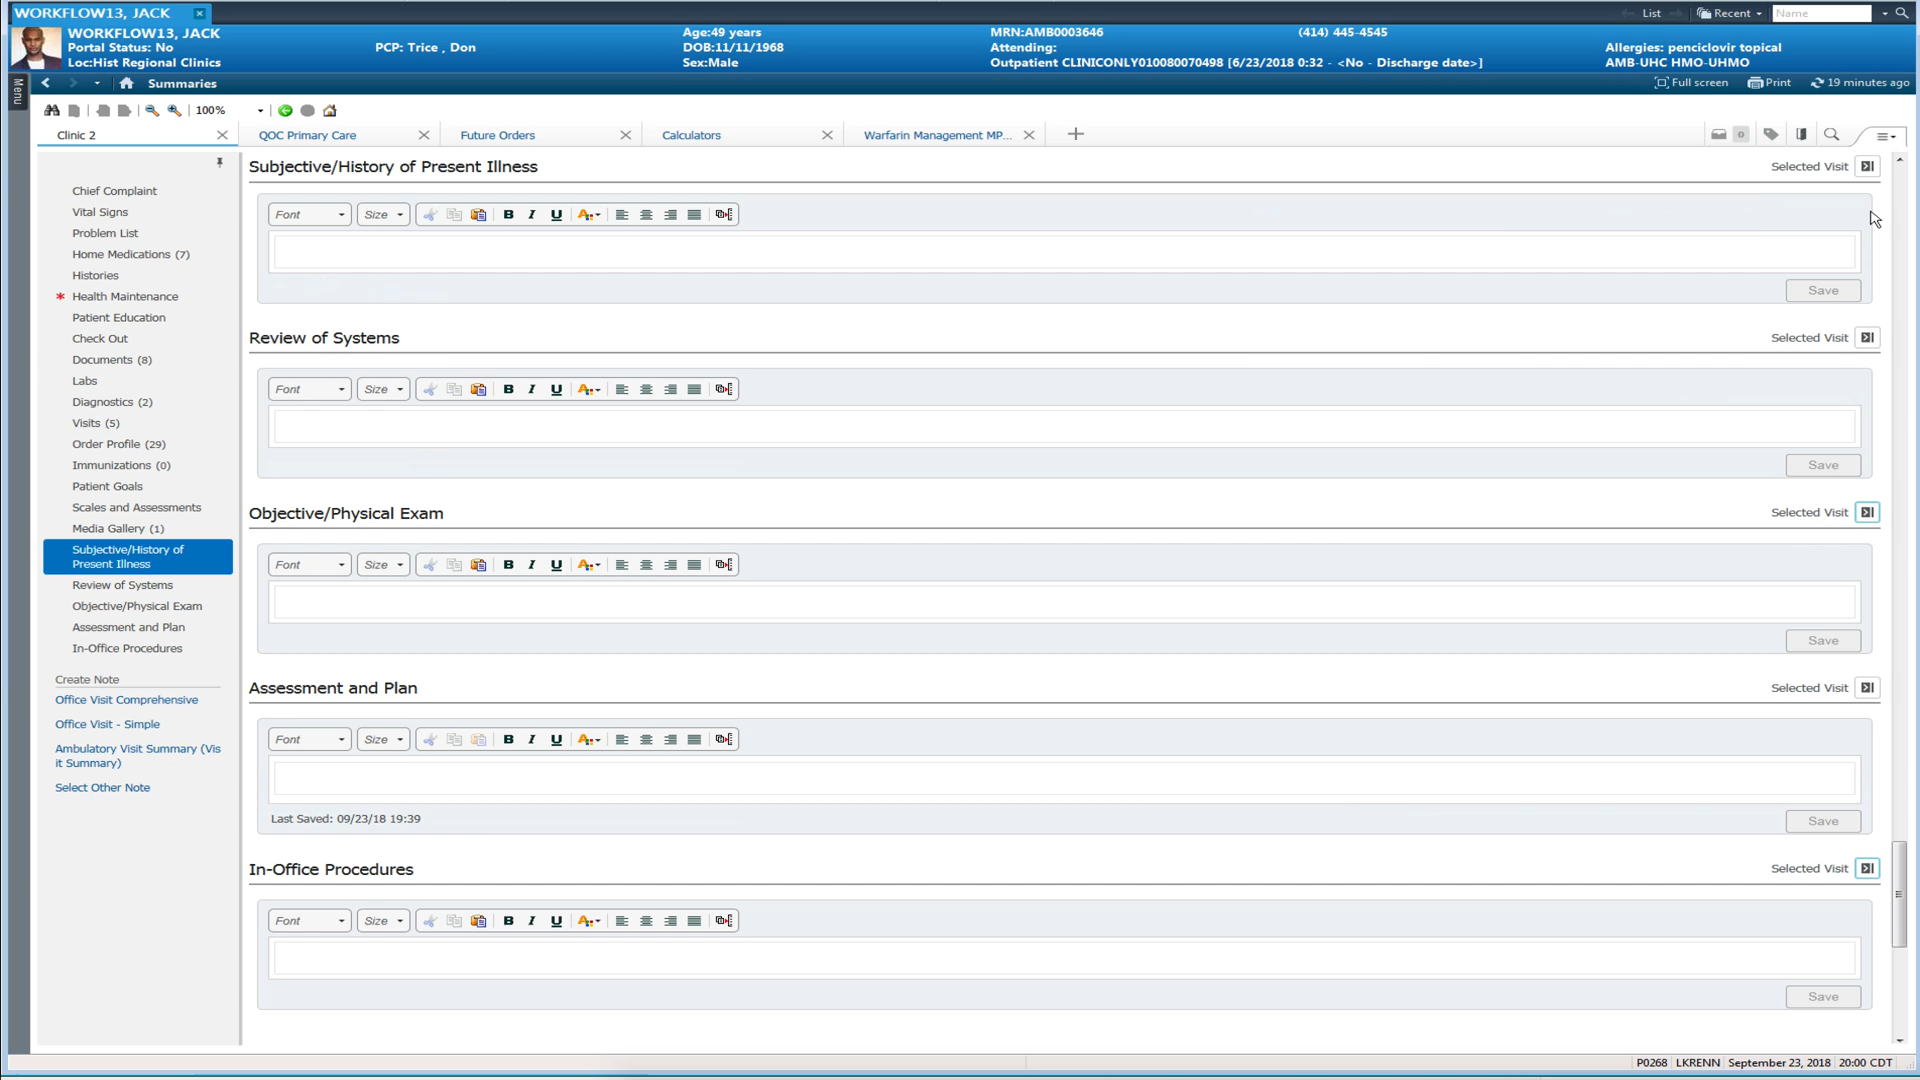 WORKFLOW13, JACK
List
Recent
Name
WORKFLOW13, JACK
Portal Status: No
Loc:Hist Regional Clinics
PCP: Trice , Don
Age:49 years
DOB:11/11/1968
Sex:Male
MRN:AMB0003646
Attending:
Outpatient CLINICONLY010080070498 [6/23/2018 0:32 - <No - Discharge date>]
(414) 445-4545
Allergies: penciclovir topical
AMB-UHC HMO-UHMO
Menu
Summaries
Full screen
Print
19 minutes ago
100%
Clinic 2
QOC Primary Care
Future Orders
Calculators
Warfarin Management MP...
0
Chief Complaint
Vital Signs
Problem List
Home Medications (7)
Histories
* Health Maintenance
Patient Education
Check Out
Documents (8)
Labs
Diagnostics (2)
Visits (5)
Order Profile (29)
Immunizations (0)
Patient Goals
Scales and Assessments
Media Gallery (1)
Subjective/History of
Present Illness
Review of Systems
Objective/Physical Exam
Assessment and Plan
In-Office Procedures
Create Note
Office Visit Comprehensive
Office Visit - Simple
Ambulatory Visit Summary (Vis
it Summary)
Select Other Note
Subjective/History of Present Illness
Selected Visit
Font
Size
B I U A
Save
Review of Systems
Selected Visit
Font
Size
B I U A
Save
Objective/Physical Exam
Selected Visit
Font
Size
B I U A
Save
Assessment and Plan
Selected Visit
Font
Size
B I U A
Last Saved: 09/23/18 19:39
Save
In-Office Procedures
Selected Visit
Font
Size
B I U A
Save
P0268
LKRENN
September 23, 2018
20:00 CDT